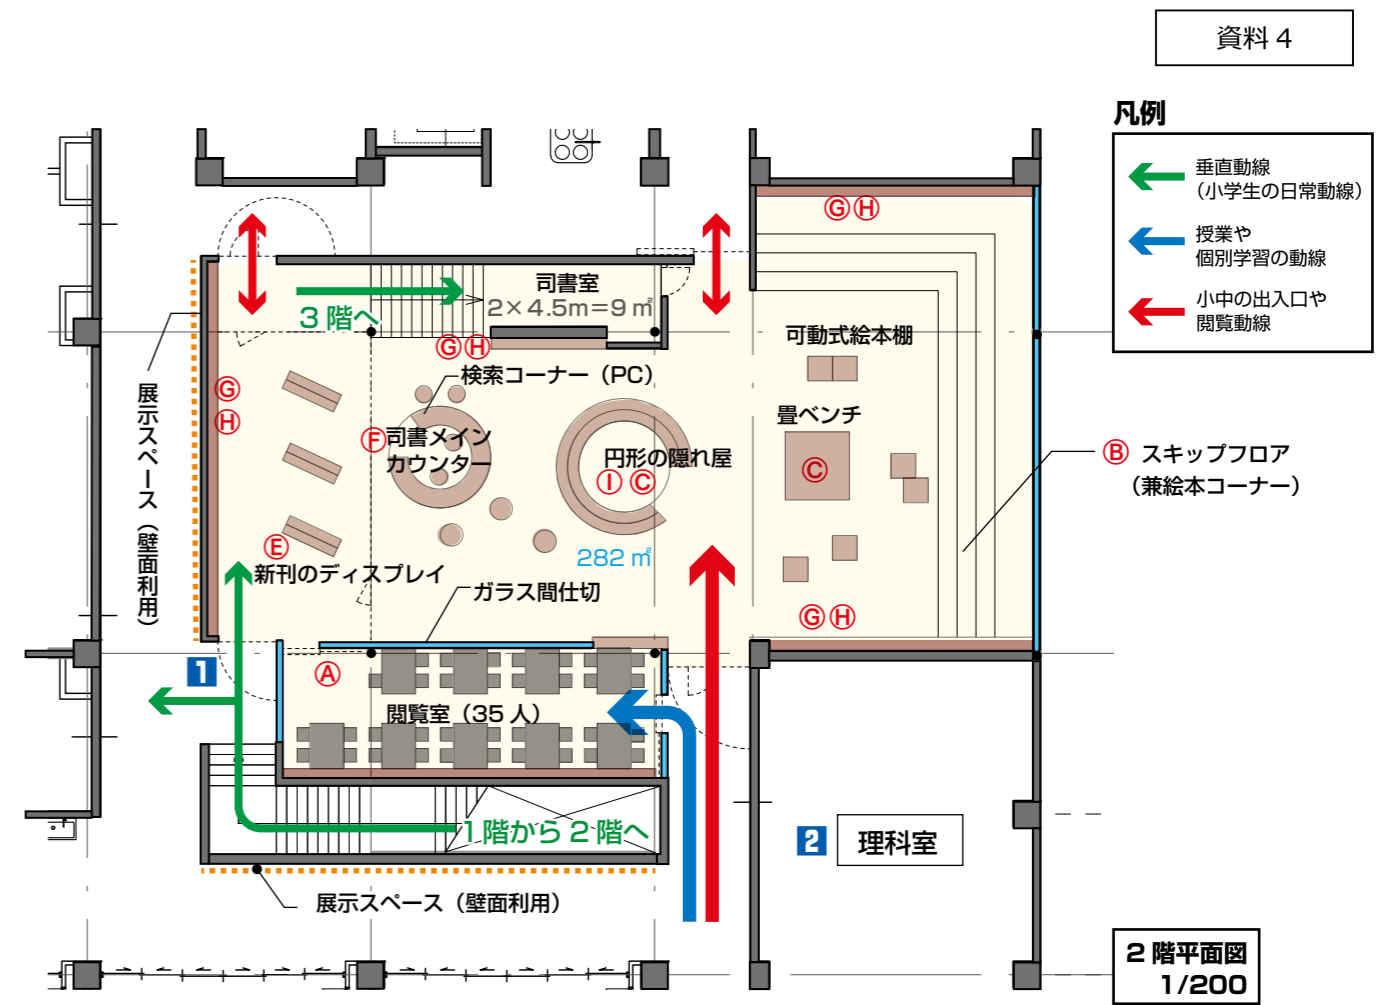 資料 4
凡例
垂直動線
（小学生の日常動線）
授業や
個別学習の動線
小中の出入口や
閲覧動線
G H
司書室
2×4.5m=9㎡
3 階へ
G H
可動式絵本棚
検索コーナー（PC）
G
H
展示スペース（壁面利用）
F 司書メイン
カウンター
円形の隠れ屋
I C
畳ベンチ
C
B スキップフロア
（兼絵本コーナー）
E
新刊のディスプレイ
282㎡
ガラス間仕切
G H
1
A
閲覧室（35 人）
1 階から 2 階へ
2 理科室
展示スペース（壁面利用）
2 階平面図
1/200